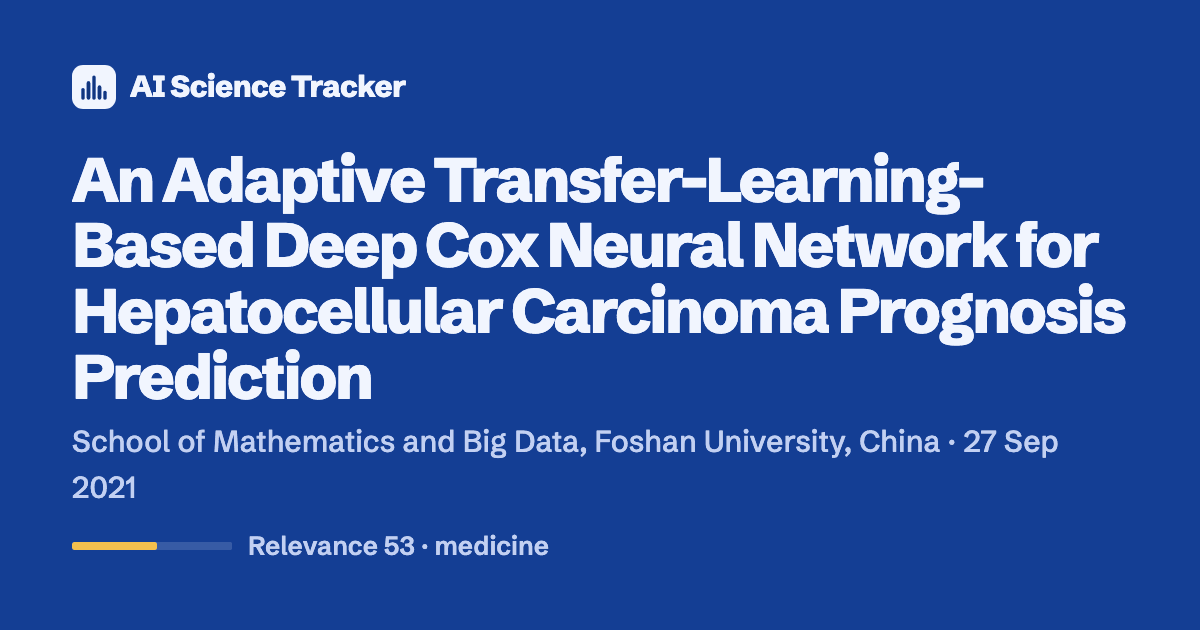 AI Science Tracker
An Adaptive Transfer-Learning-
Based Deep Cox Neural Network for
Hepatocellular Carcinoma Prognosis
Prediction
School of Mathematics and Big Data, Foshan University, China · 27 Sep
2021
Relevance 53 · medicine